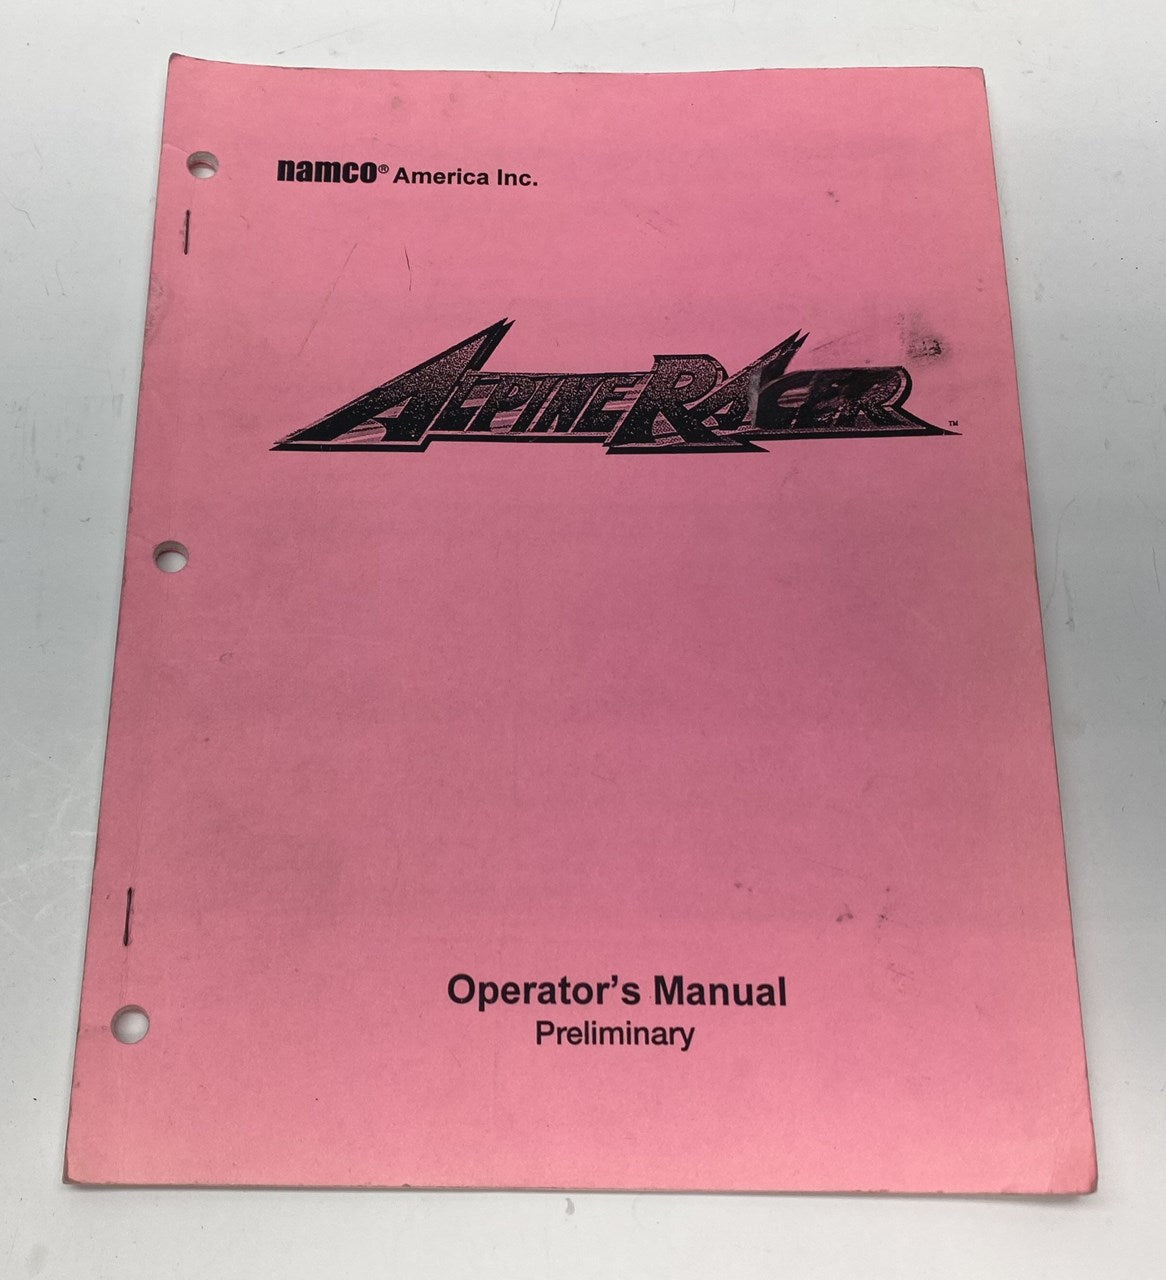 namco® America Inc.
ALPINE RACER™
Operator's Manual
Preliminary